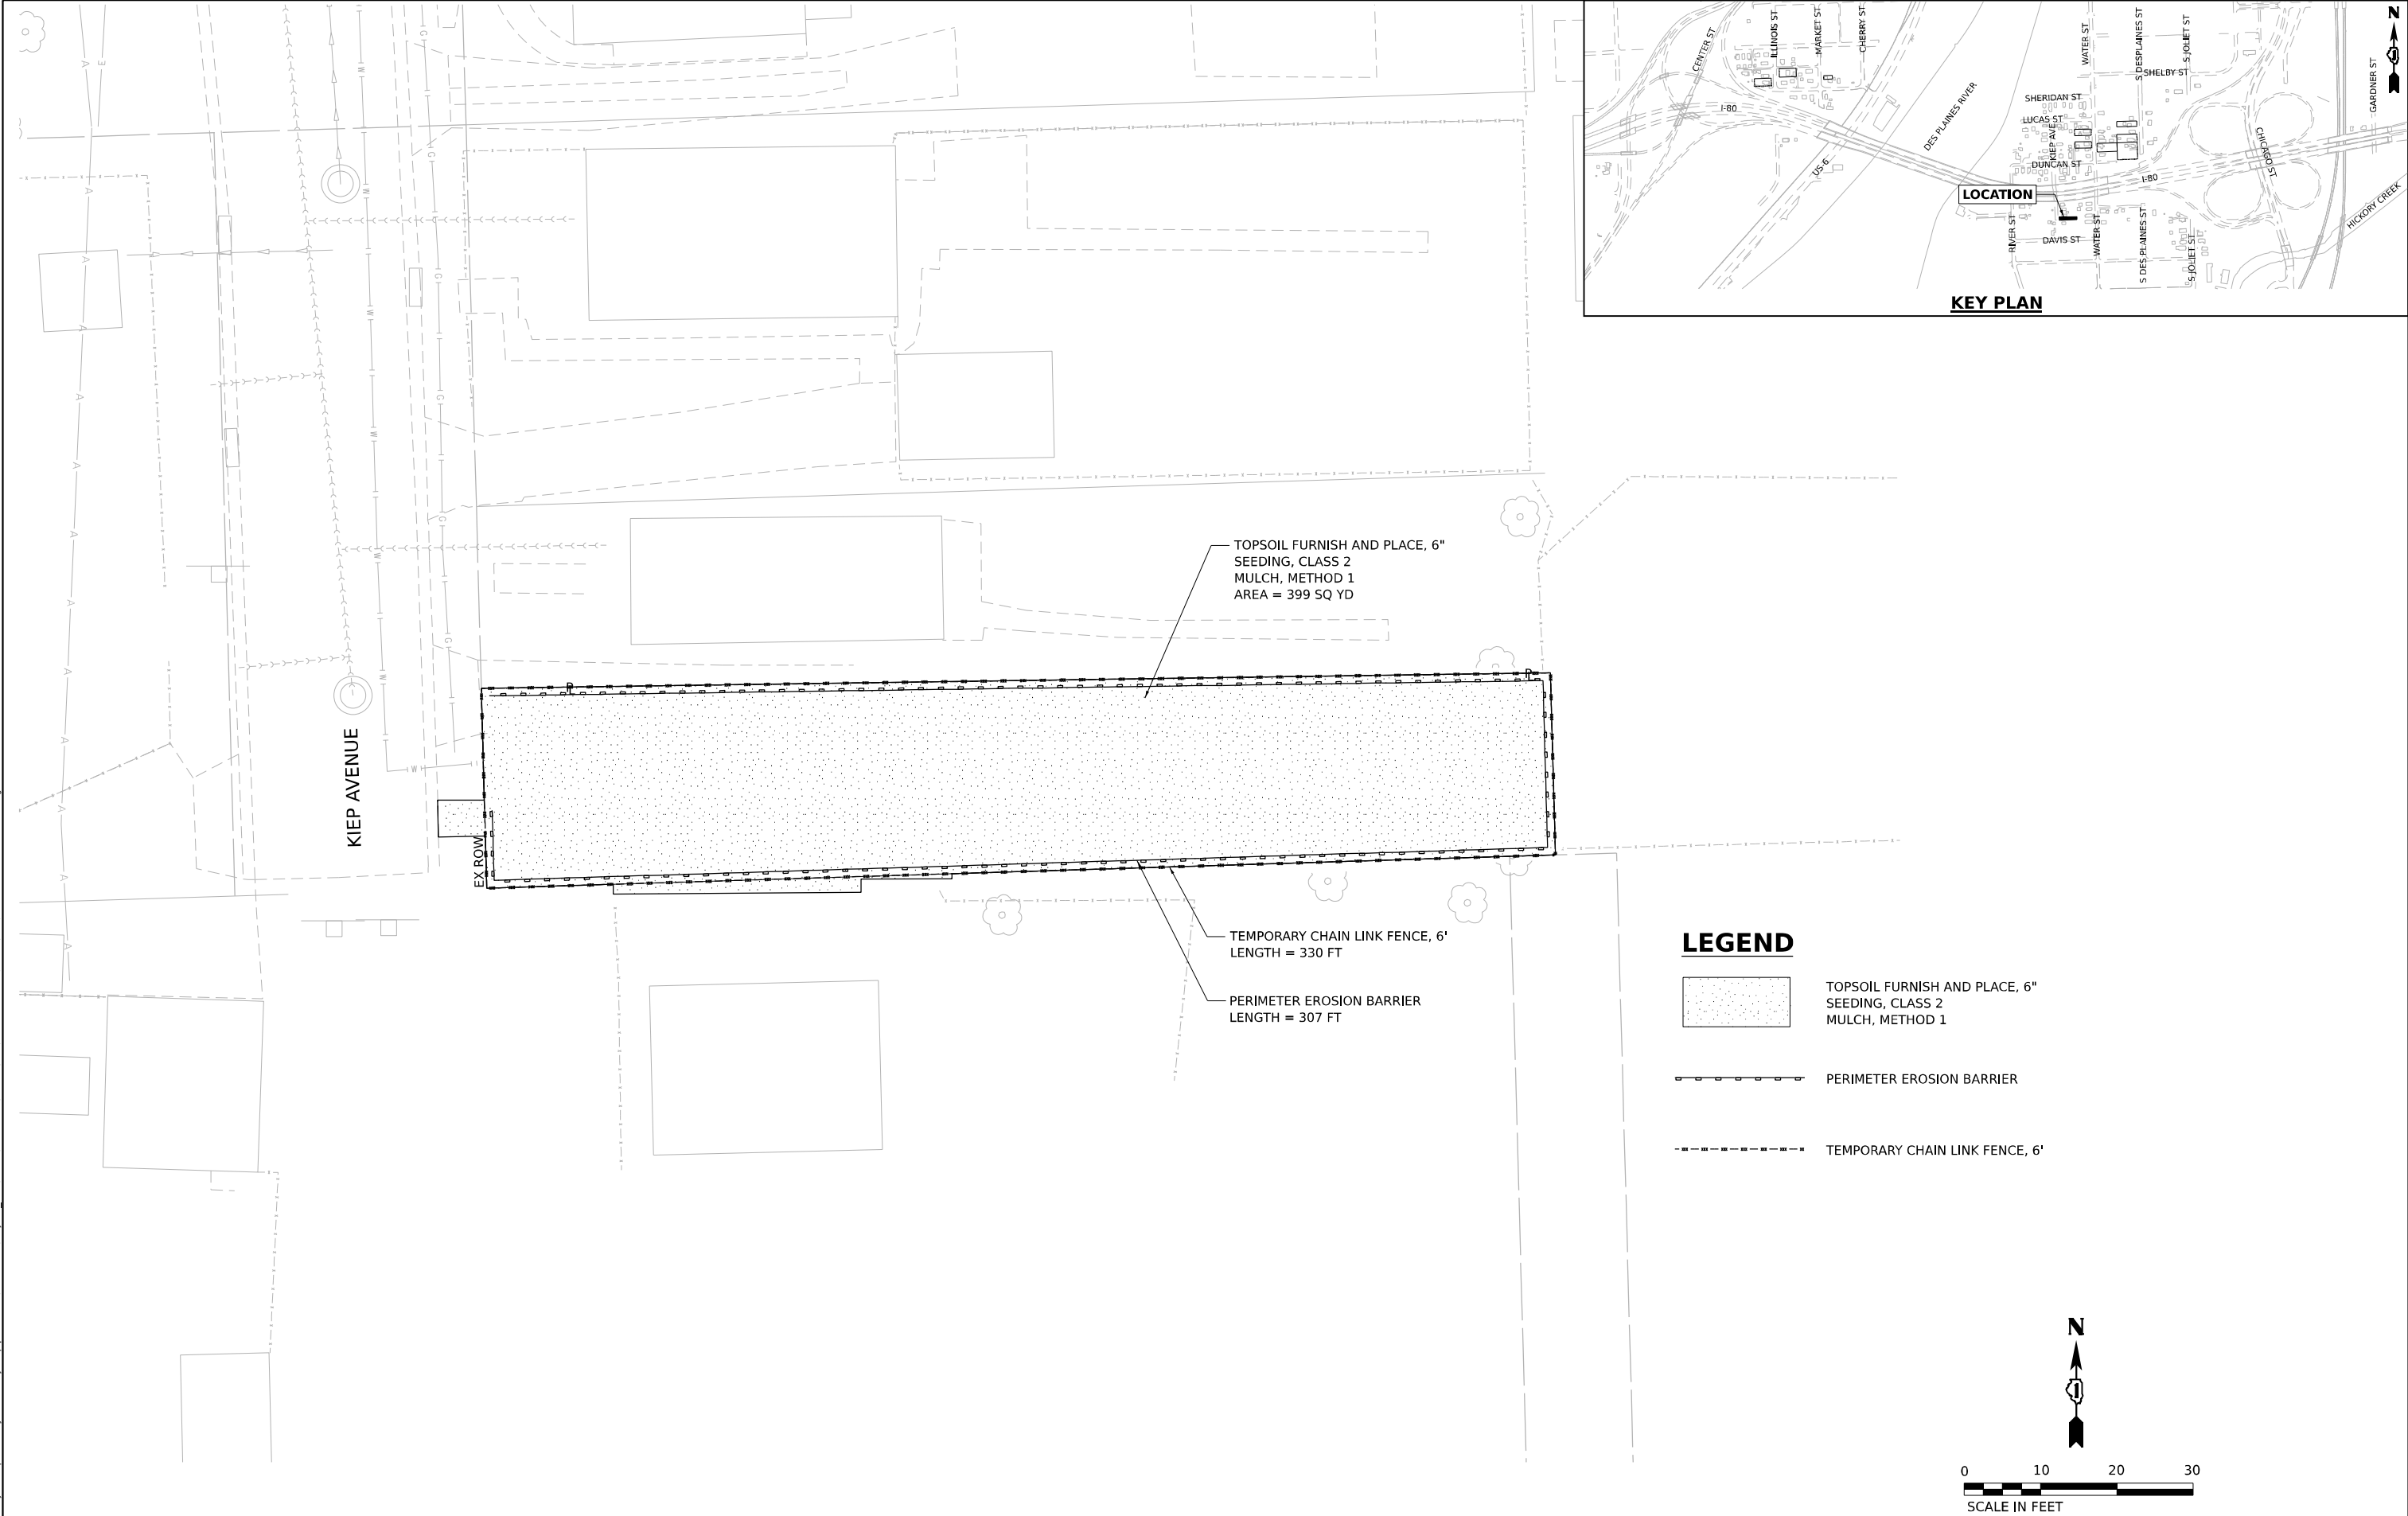 CENTER ST
ILLINOIS ST
MARKET ST
CHERRY ST
WATER ST
S DESPLAINES ST
S JOLIET ST
GARDNER ST
N
I-80
US-6
DES PLAINES RIVER
SHELBY ST
SHERIDAN ST
LUCAS ST
KIEP AVE
DUNCAN ST
I-80
CHICAGO ST
HICKORY CREEK
LOCATION
RIVER ST
DAVIS ST
WATER ST
S DES PLAINES ST
S JOLIET ST
KEY PLAN
TOPSOIL FURNISH AND PLACE, 6"
SEEDING, CLASS 2
MULCH, METHOD 1
AREA = 399 SQ YD
KIEP AVENUE
EX ROW
TEMPORARY CHAIN LINK FENCE, 6'
LENGTH = 330 FT
PERIMETER EROSION BARRIER
LENGTH = 307 FT
LEGEND
TOPSOIL FURNISH AND PLACE, 6"
SEEDING, CLASS 2
MULCH, METHOD 1
PERIMETER EROSION BARRIER
TEMPORARY CHAIN LINK FENCE, 6'
N
0 10 20 30
SCALE IN FEET